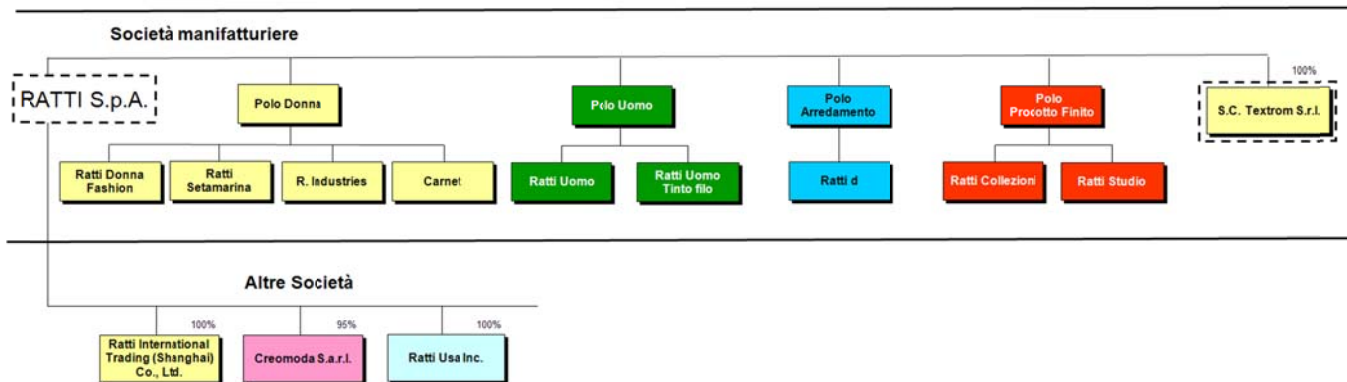 Società manifatturiere
RATTI S.p.A.
Polo Donna
Polo Uomo
Polo
Arredamento
Polo
Procotto Finito
100%
S.C. Textrom S.r.l.
Ratti Donna
Fashion
Ratti
Setamarina
R. Industries
Carnet
Ratti Uomo
Ratti Uomo
Tinto filo
Ratti d
Ratti Collezioni
Ratti Studio
Altre Società
100%
Ratti International
Trading (Shanghai)
Co., Ltd.
95%
Creomoda S.a.r.l.
100%
Ratti Usa Inc.